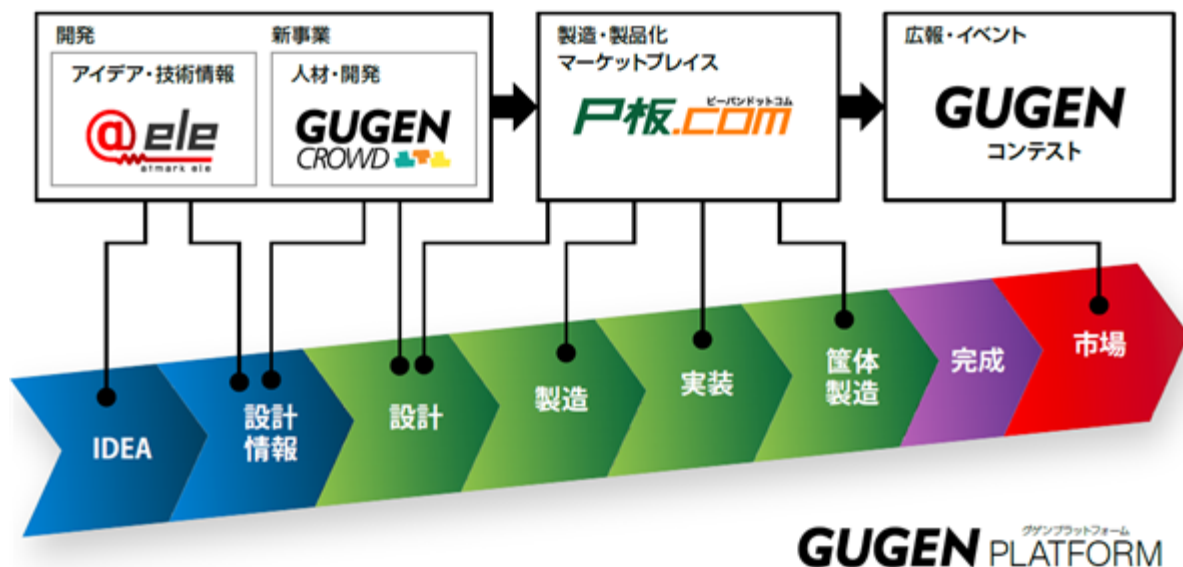 開発
新事業
製造・製品化
マーケットプレイス
広報・イベント
アイデア・技術情報
人材・開発
@ele
atmark ele
GUGEN
CROWD
ピーバンドットコム
P板.com
GUGEN
コンテスト
IDEA
設計
情報
設計
製造
実装
筐体
製造
完成
市場
グゲンプラットフォーム
GUGEN PLATFORM